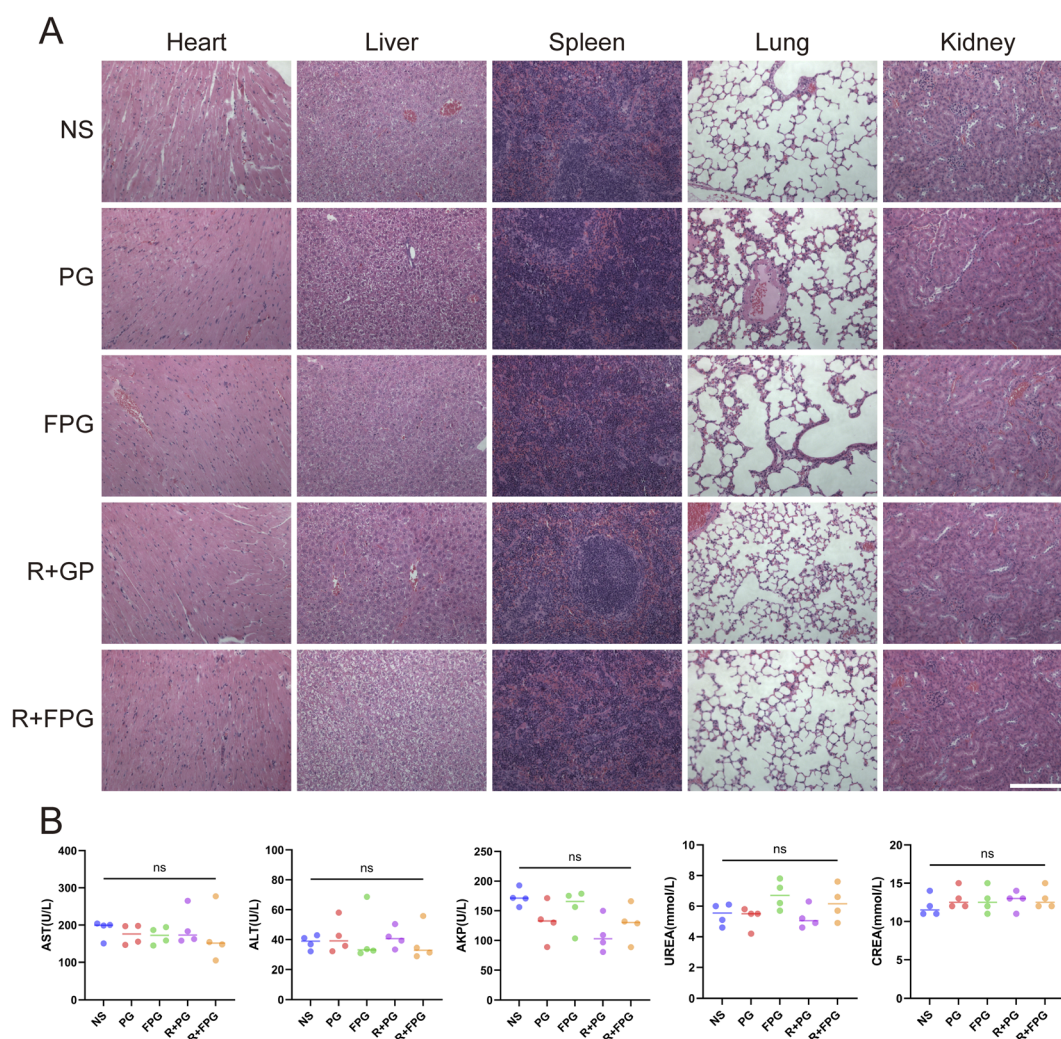 A
Heart Liver Spleen Lung Kidney
NS
PG
FPG
R+GP
R+FPG
B
ns
AST(U/L)
400
300
200
100
0
NS PG FPG R+PG R+FPG
ns
ALT(U/L)
100
80
60
40
20
0
NS PG FPG R+PG R+FPG
ns
AKP(U/L)
250
200
150
100
50
0
NS PG FPG R+PG R+FPG
ns
UREA(mmol/L)
8
6
4
2
0
NS PG FPG R+PG R+FPG
ns
CREA(mmol/L)
20
15
10
5
0
NS PG FPG R+PG R+FPG